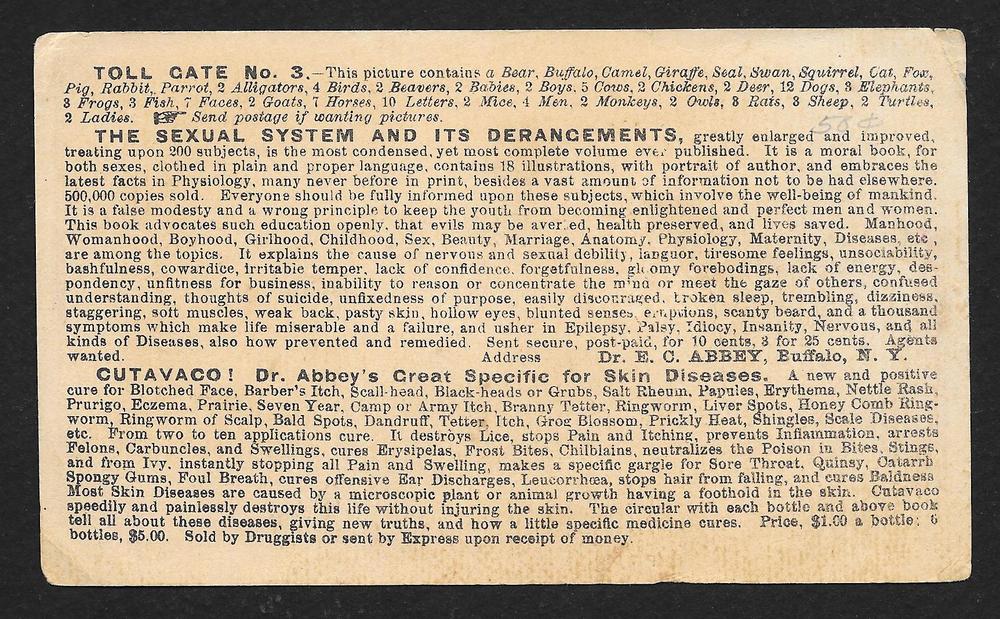 TOLL GATE No. 3.—This picture contains a Bear, Buffalo, Camel, Giraffe, Seal, Swan, Squirrel, Cat, Fox,
Pig, Rabbit, Parrot, 2 Alligators, 4 Birds, 2 Beavers, 2 Babies, 2 Boys, 5 Cows, 2 Chickens, 2 Deer, 12 Dogs, 3 Elephants,
3 Frogs, 3 Fish, 7 Faces, 2 Goats, 7 Horses, 10 Letters, 2 Mice, 4 Men, 2 Monkeys, 2 Owls, 3 Rats, 3 Sheep, 2 Turtles,
2 Ladies. ☞ Send postage if wanting pictures.
THE SEXUAL SYSTEM AND ITS DERANGEMENTS, greatly enlarged and improved,
treating upon 200 subjects, is the most condensed, yet most complete volume ever published. It is a moral book, for
both sexes, clothed in plain and proper language, contains 18 illustrations, with portrait of author, and embraces the
latest facts in Physiology, many never before in print, besides a vast amount of information not to be had elsewhere.
500,000 copies sold. Everyone should be fully informed upon these subjects, which involve the well-being of mankind.
It is a false modesty and a wrong principle to keep the youth from becoming enlightened and perfect men and women.
This book advocates such education openly, that evils may be averted, health preserved, and lives saved. Manhood,
Womanhood, Boyhood, Girlhood, Childhood, Sex, Beauty, Marriage, Anatomy, Physiology, Maternity, Diseases, etc.,
are among the topics. It explains the cause of nervous and sexual debility, languor, tiresome feelings, unsociability,
bashfulness, cowardice, irritable temper, lack of confidence, forgetfulness, gloomy forebodings, lack of energy, des-
pondency, unfitness for business, inability to reason or concentrate the mind or meet the gaze of others, confused
understanding, thoughts of suicide, unfixedness of purpose, easily discouraged, broken sleep, trembling, dizziness,
staggering, soft muscles, weak back, pasty skin, hollow eyes, blunted senses, eruptions, scanty beard, and a thousand
symptoms which make life miserable and a failure, and usher in Epilepsy, Palsy, Idiocy, Insanity, Nervous, and all
kinds of Diseases, also how prevented and remedied. Sent secure, post-paid, for 10 cents, 3 for 25 cents. Agents
wanted. Address Dr. E. C. ABBEY, Buffalo, N. Y.
CUTAVACO! Dr. Abbey's Great Specific for Skin Diseases. A new and positive
cure for Blotched Face, Barber's Itch, Scall-head, Black-heads or Grubs, Salt Rheum, Papules, Erythema, Nettle Rash,
Prurigo, Eczema, Prairie, Seven Year, Camp or Army Itch, Branny Tetter, Ringworm, Liver Spots, Honey Comb Ring-
worm, Ringworm of Scalp, Bald Spots, Dandruff, Tetter, Itch, Grog Blossom, Prickly Heat, Shingles, Scale Diseases,
etc. From two to ten applications cure. It destroys Lice, stops Pain and Itching, prevents Inflammation, arrests
Felons, Carbuncles, and Swellings, cures Erysipelas, Frost Bites, Chilblains, neutralizes the Poison in Bites, Stings,
and from Ivy, instantly stopping all Pain and Swelling, makes a specific gargle for Sore Throat, Quinsy, Catarrh
Spongy Gums, Foul Breath, cures offensive Ear Discharges, Leucorrhœa, stops hair from falling, and cures Baldness
Most Skin Diseases are caused by a microscopic plant or animal growth having a foothold in the skin. Cutavaco
speedily and painlessly destroys this life without injuring the skin. The circular with each bottle and above book
tell all about these diseases, giving new truths, and how a little specific medicine cures. Price, $1.00 a bottle; 6
bottles, $5.00. Sold by Druggists or sent by Express upon receipt of money.